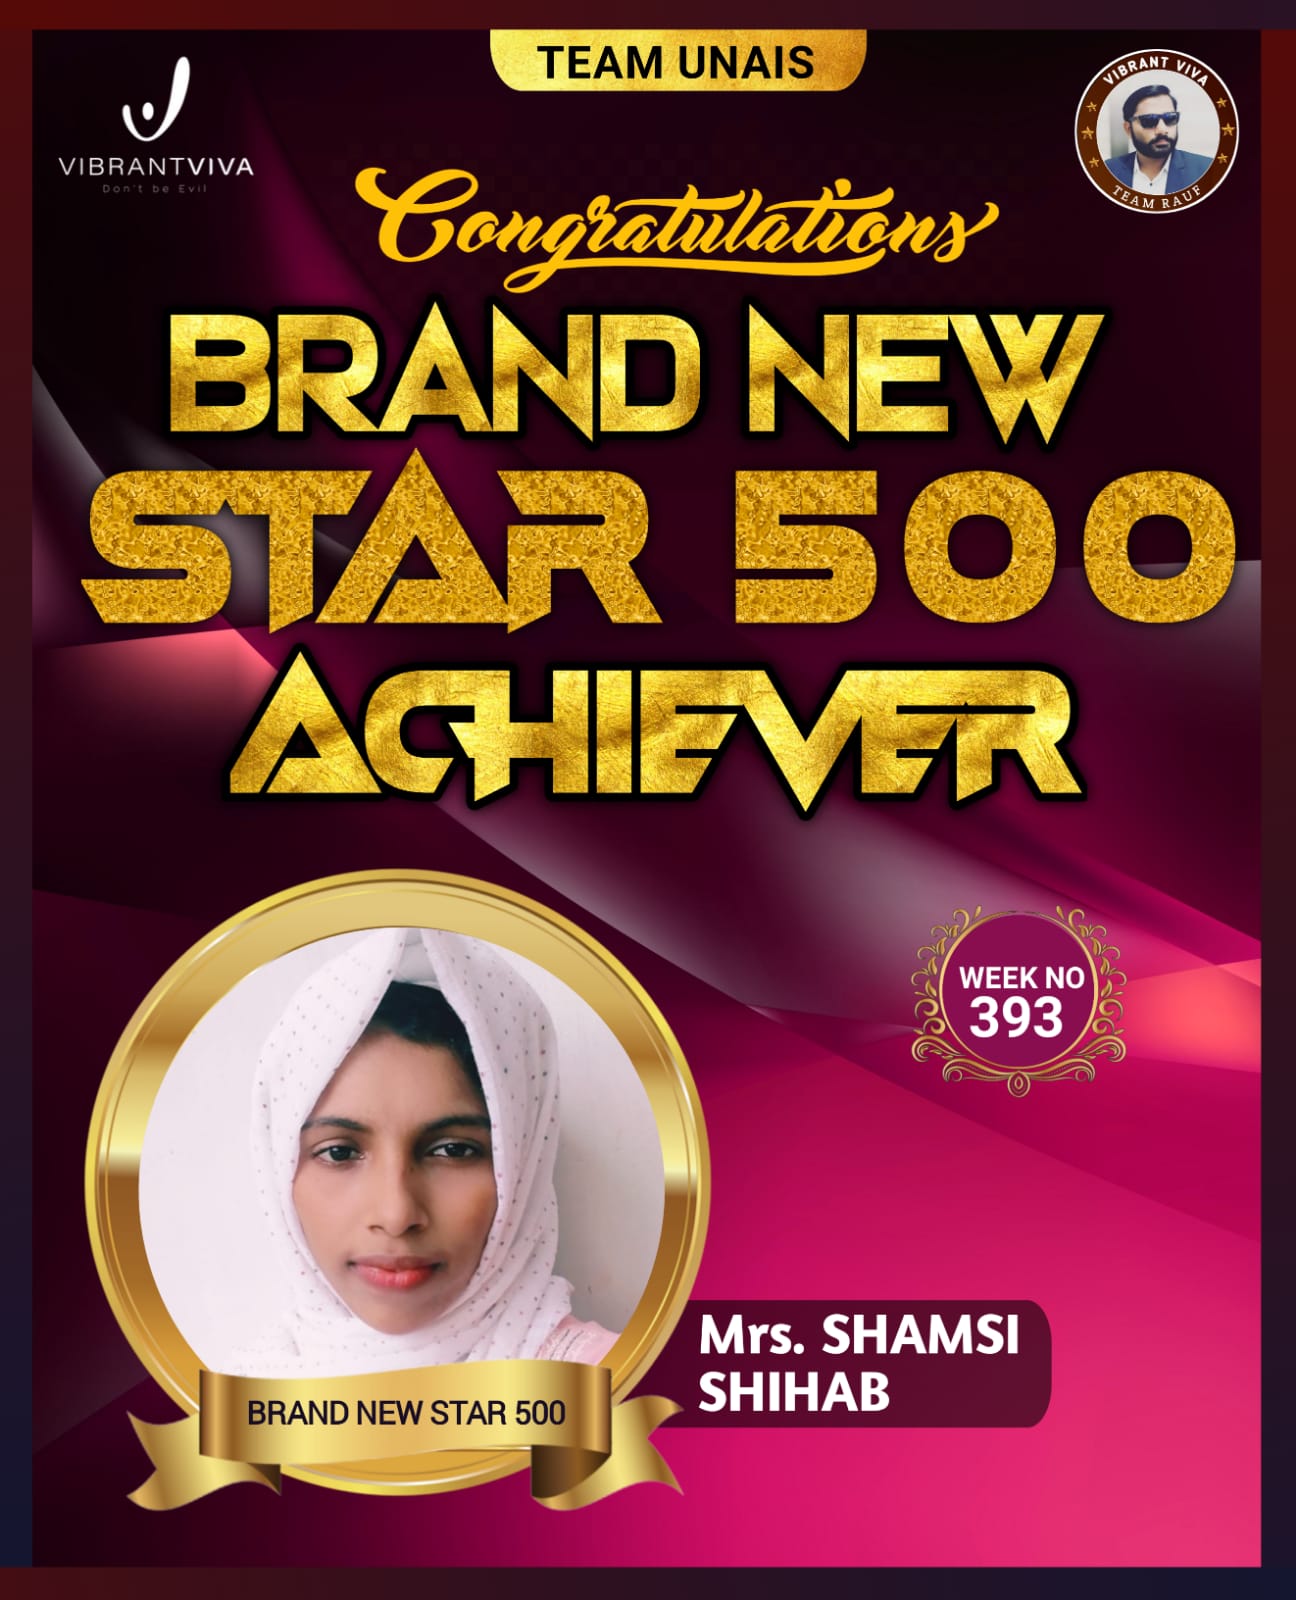 TEAM UNAIS
VIBRANTVIVA
Don't be Evil
VIBRANT VIVA
TEAM RAUF
Congratulations
BRAND NEW
STAR 500
ACHIEVER
WEEK NO
393
Mrs. SHAMSI
SHIHAB
BRAND NEW STAR 500